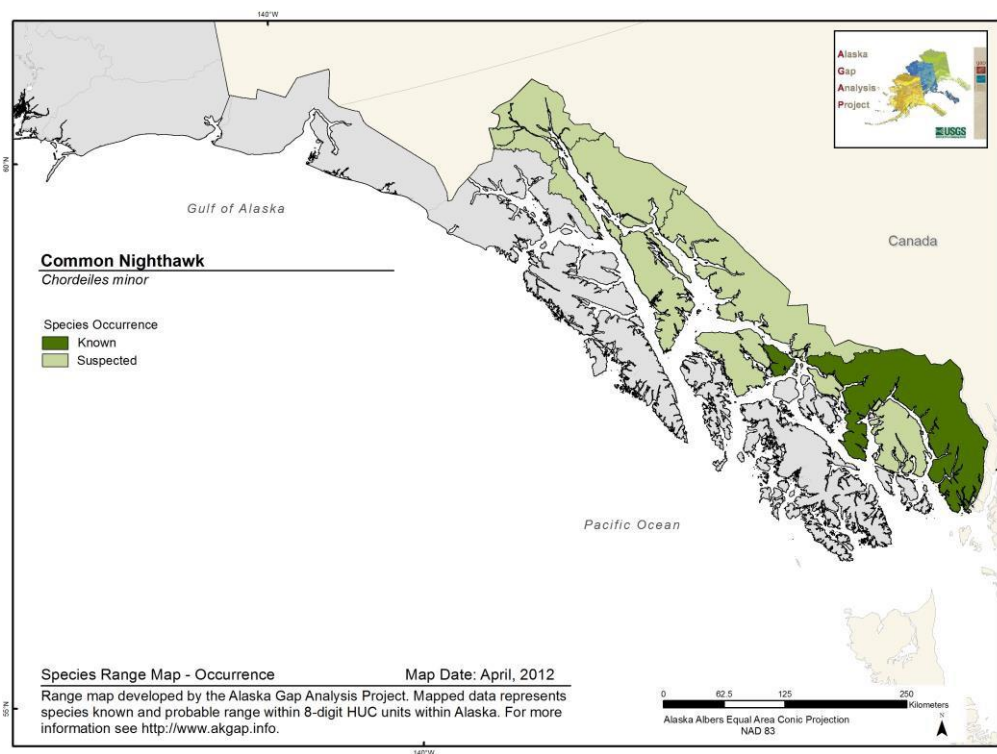 140°W
Alaska
Gap
Analysis
Project
USGS
60°N
Gulf of Alaska
Canada
Common Nighthawk
Chordeiles minor
Species Occurrence
Known
Suspected
Pacific Ocean
Species Range Map - Occurrence Map Date: April, 2012
Range map developed by the Alaska Gap Analysis Project. Mapped data represents
species known and probable range within 8-digit HUC units within Alaska. For more
information see http://www.akgap.info.
0 62.5 125 250
Kilometers
Alaska Albers Equal Area Conic Projection
NAD 83
N
55°N
140°W